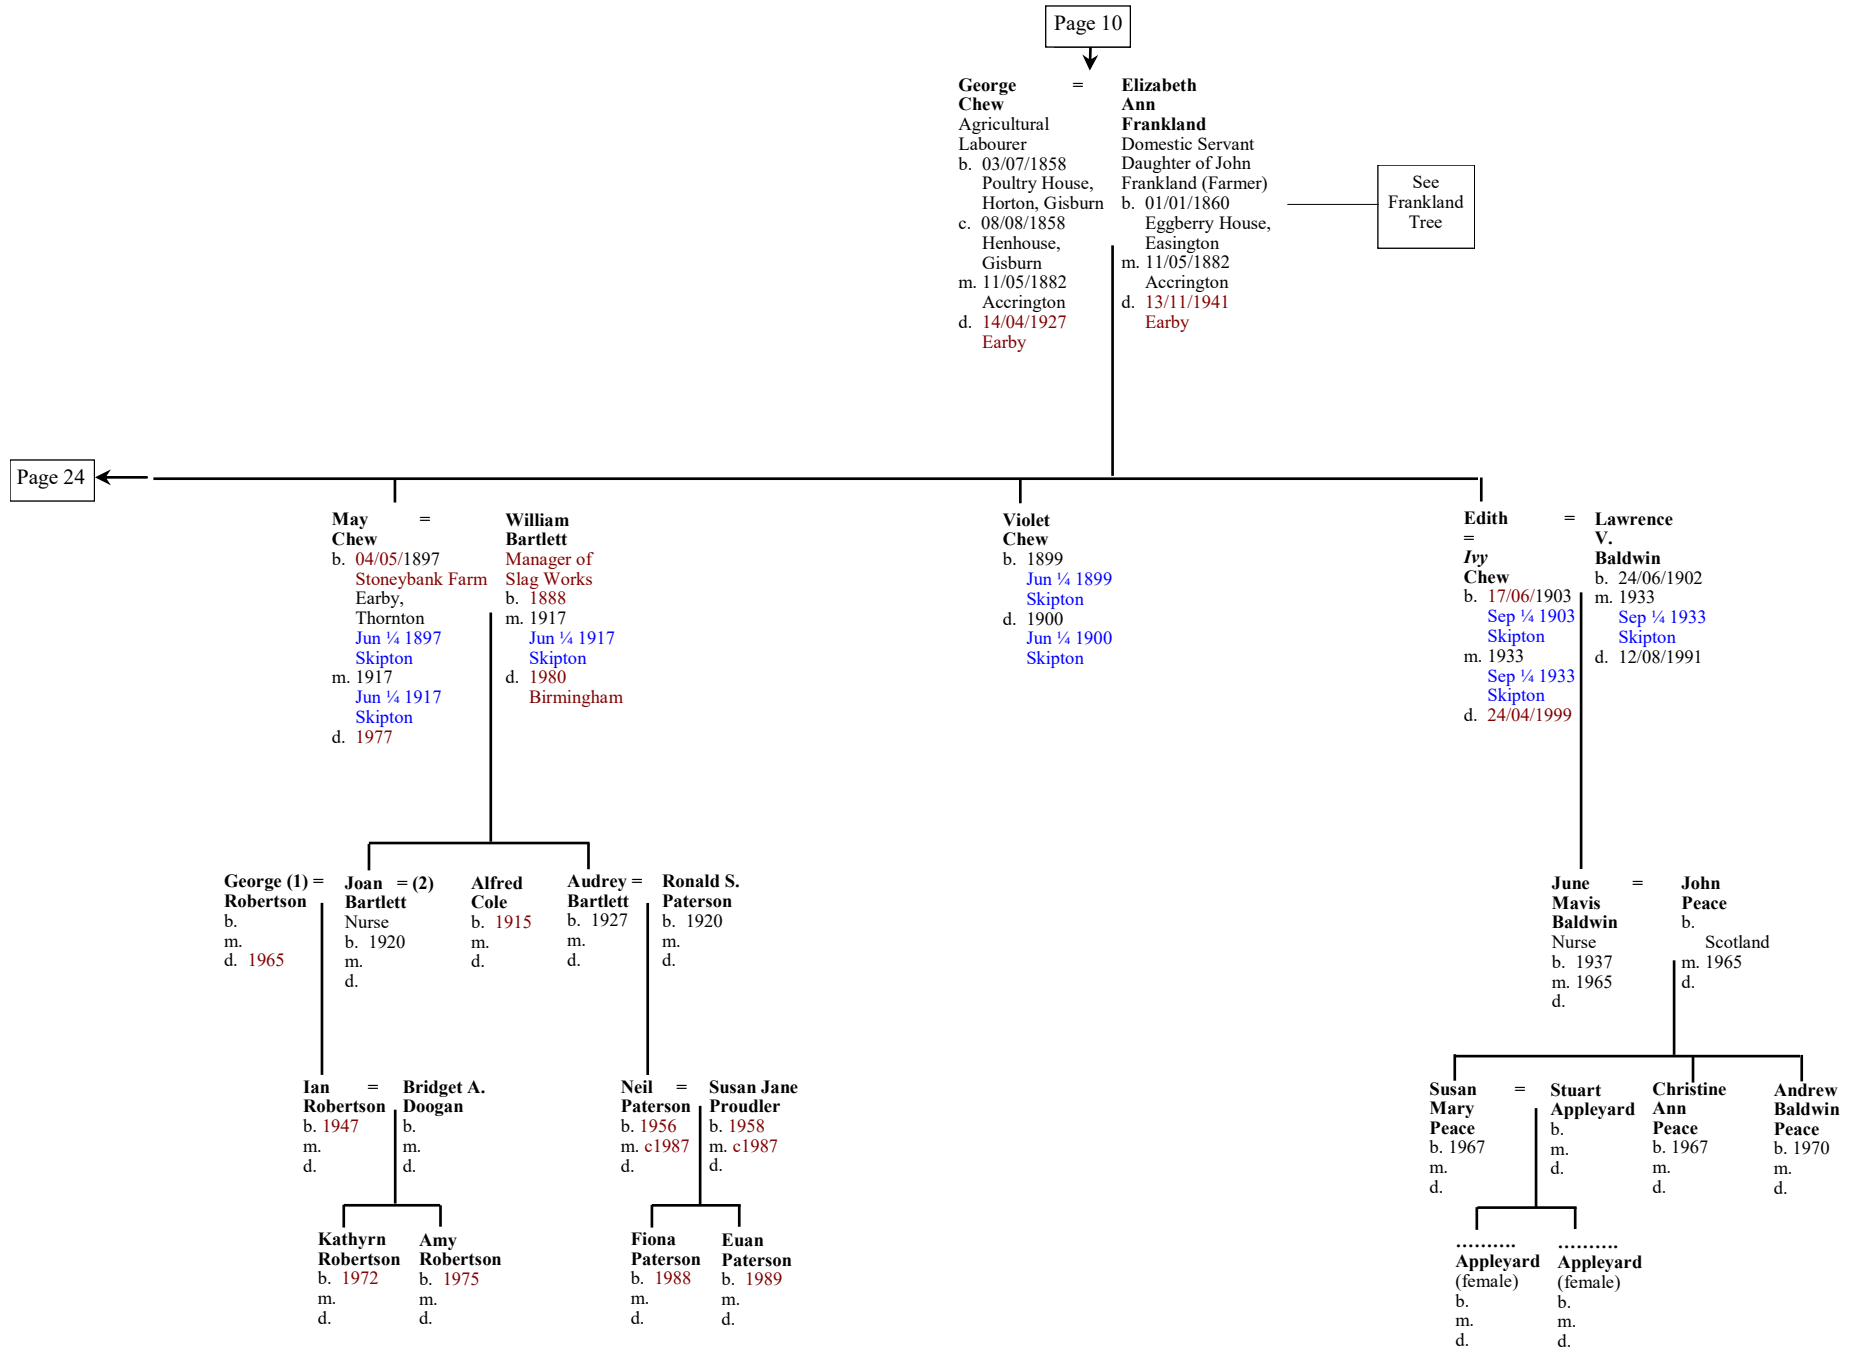 Page 10
George =
Chew
Agricultural
Labourer
b. 03/07/1858
Poultry House,
Horton, Gisburn
c. 08/08/1858
Henhouse,
Gisburn
m. 11/05/1882
Accrington
d. 14/04/1927
Earby
Elizabeth
Ann
Frankland
Domestic Servant
Daughter of John
Frankland (Farmer)
b. 01/01/1860
Eggberry House,
Easington
m. 11/05/1882
Accrington
d. 13/11/1941
Earby
See
Frankland
Tree
Page 24
May =
Chew
b. 04/05/1897
Stoneybank Farm
Earby,
Thornton
Jun ¼ 1897
Skipton
m. 1917
Jun ¼ 1917
Skipton
d. 1977
William
Bartlett
Manager of
Slag Works
b. 1888
m. 1917
Jun ¼ 1917
Skipton
d. 1980
Birmingham
Violet
Chew
b. 1899
Jun ¼ 1899
Skipton
d. 1900
Jun ¼ 1900
Skipton
Edith =
=
Ivy
Chew
b. 17/06/1903
Sep ¼ 1903
Skipton
m. 1933
Sep ¼ 1933
Skipton
d. 24/04/1999
Lawrence
V.
Baldwin
b. 24/06/1902
m. 1933
Sep ¼ 1933
Skipton
d. 12/08/1991
George (1) =
Robertson
b.
m.
d. 1965
Joan = (2)
Bartlett
Nurse
b. 1920
m.
d.
Alfred
Cole
b. 1915
m.
d.
Audrey =
Bartlett
b. 1927
m.
d.
Ronald S.
Paterson
b. 1920
m.
d.
June =
Mavis
Baldwin
Nurse
b. 1937
m. 1965
d.
John
Peace
b.
Scotland
m. 1965
d.
Ian =
Robertson
b. 1947
m.
d.
Bridget A.
Doogan
b.
m.
d.
Neil =
Paterson
b. 1956
m. c1987
d.
Susan Jane
Proudler
b. 1958
m. c1987
d.
Susan =
Mary
Peace
b. 1967
m.
d.
Stuart
Appleyard
b.
m.
d.
Christine
Ann
Peace
b. 1967
m.
d.
Andrew
Baldwin
Peace
b. 1970
m.
d.
Kathyrn
Robertson
b. 1972
m.
d.
Amy
Robertson
b. 1975
m.
d.
Fiona
Paterson
b. 1988
m.
d.
Euan
Paterson
b. 1989
m.
d.
..........
Appleyard
(female)
b.
m.
d.
..........
Appleyard
(female)
b.
m.
d.